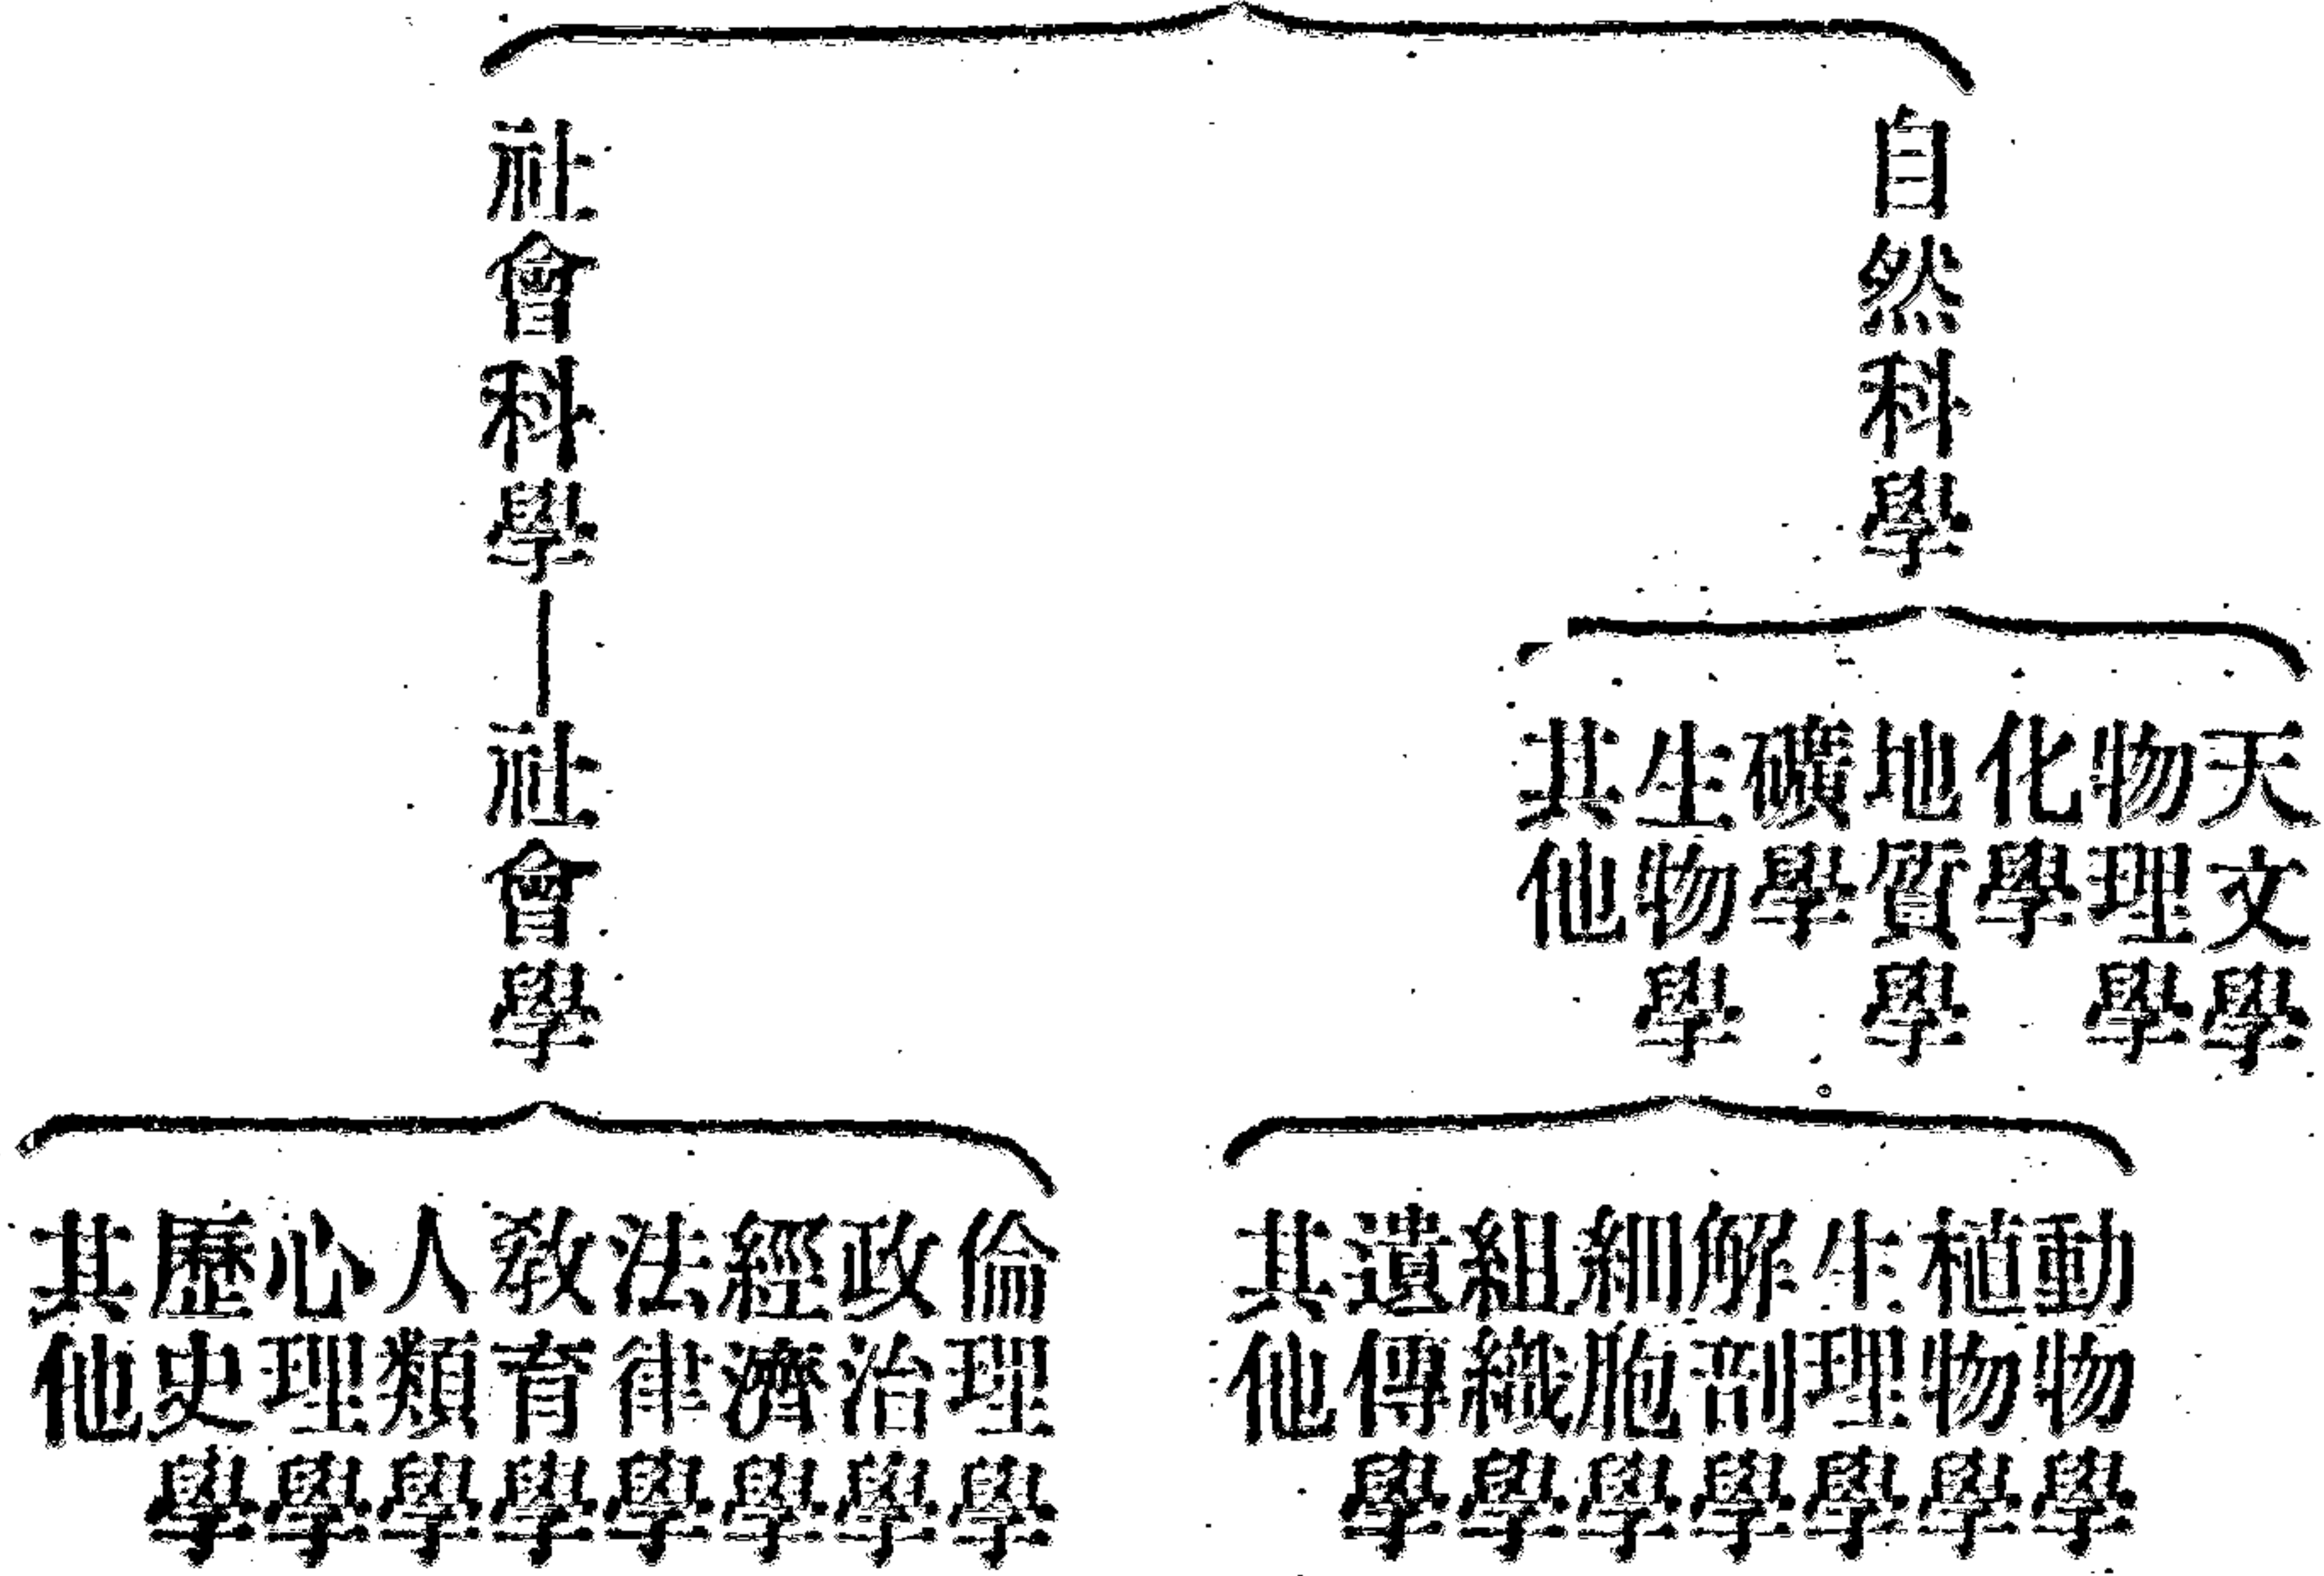 自然科學
天文學
物理學
化學
地質學
礦學
生物學
其他
動物學
植物學
生理學
解剖學
細胞學
組織學
遺傳學
其他
社會科學—社會學
倫理學
政治學
經濟學
法律學
敎育學
人類學
心理學
歷史學
其他